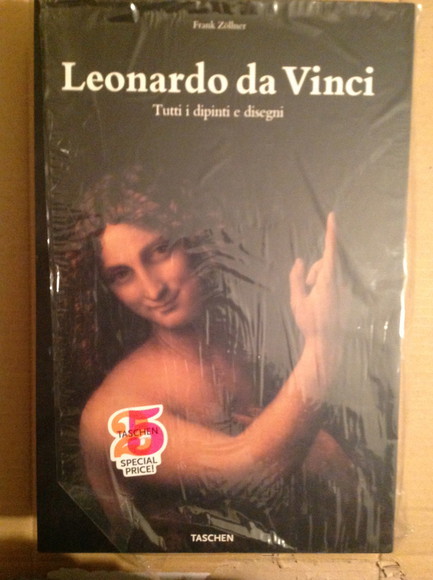 Frank Zöllner
Leonardo da Vinci
Tutti i dipinti e disegni
25
TASCHEN
SPECIAL
PRICE!
TASCHEN